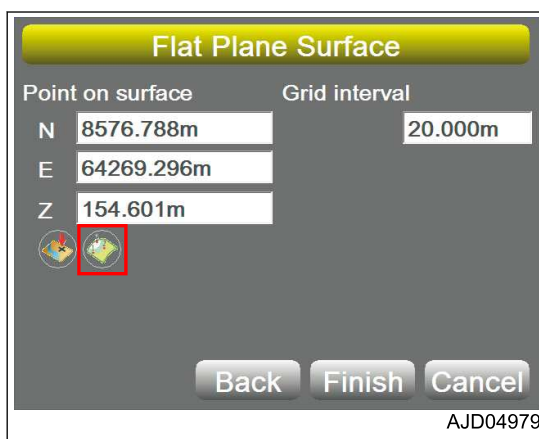 Flat Plane Surface
Point on surface
Grid interval
N 8576.788m
20.000m
E 64269.296m
Z 154.601m
Back Finish Cancel
AJD04979